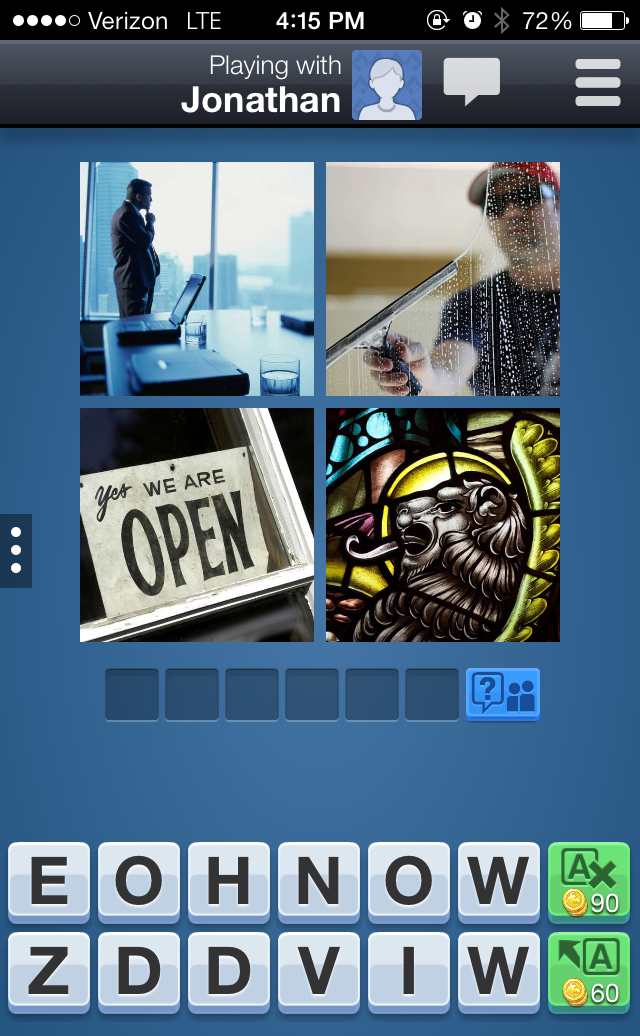 Verizon LTE 4:15 PM 72%
Playing with
Jonathan
Yes WE ARE
OPEN
?
E O H N O W A 90
Z D D V I W A 60